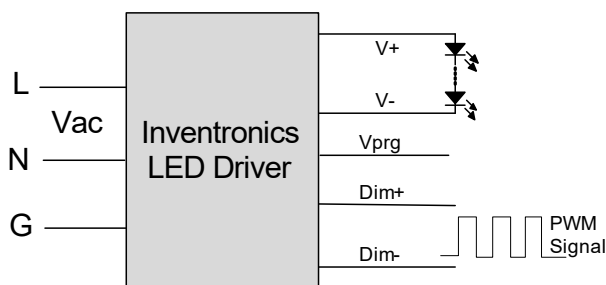 L
Vac
N
G
Inventronics
LED Driver
V+
V-
Vprg
Dim+
Dim-
PWM
Signal